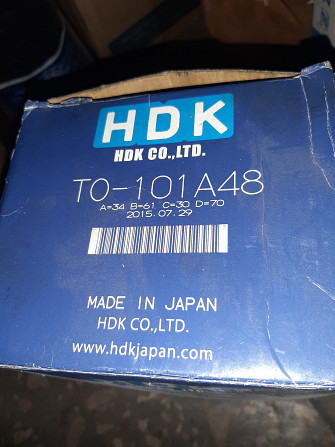 HDK
HDK CO.,LTD.
TO-101A48
A=34 B=61 C=30 D=70
2015.07.29
MADE IN JAPAN
HDK CO.,LTD.
www.hdkjapan.com